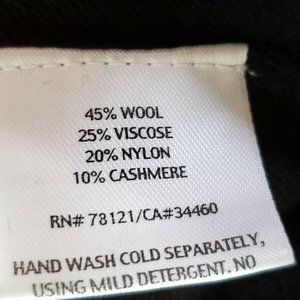 45% WOOL
25% VISCOSE
20% NYLON
10% CASHMERE
RN# 78121/CA#34460
HAND WASH COLD SEPARATELY,
USING MILD DETERGENT. NO